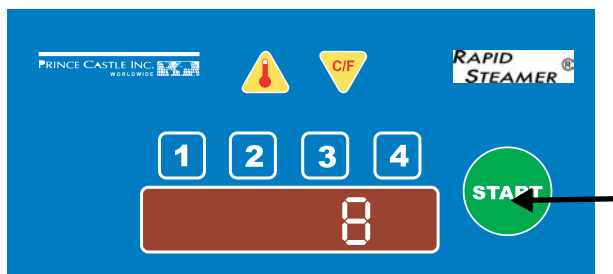 PRINCE CASTLE INC.
WORLDWIDE
C/F
RAPID
STEAMER ®
1 2 3 4
START
8